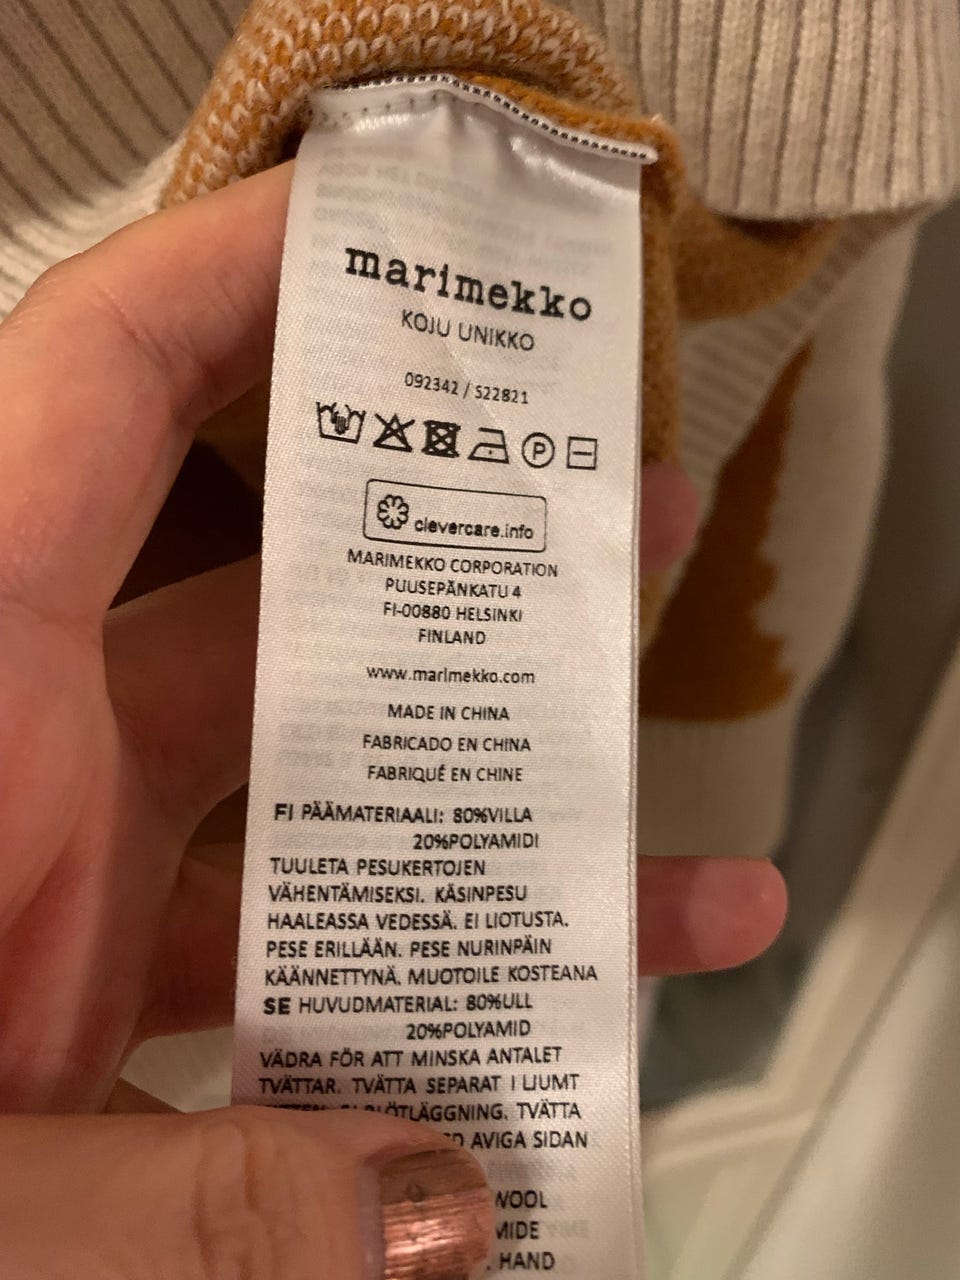 marimekko
KOJU UNIKKO
092342 / S22821
P
clevercare.info
MARIMEKKO CORPORATION
PUUSEPÄNKATU 4
FI-00880 HELSINKI
FINLAND
www.marimekko.com
MADE IN CHINA
FABRICADO EN CHINA
FABRIQUÉ EN CHINE
FI PÄÄMATERIAALI: 80%VILLA
20%POLYAMIDI
TUULETA PESUKERTOJEN
VÄHENTÄMISEKSI. KÄSINPESU
HAALEASSA VEDESSÄ. EI LIOTUSTA.
PESE ERILLÄÄN. PESE NURINPÄIN
KÄÄNNETTYNÄ. MUOTOILE KOSTEANA
SE HUVUDMATERIAL: 80%ULL
20%POLYAMID
VÄDRA FÖR ATT MINSKA ANTALET
TVÄTTAR. TVÄTTA SEPARAT I LJUMT
TVÄTTA
AVIGA SIDAN
WOOL
HAND